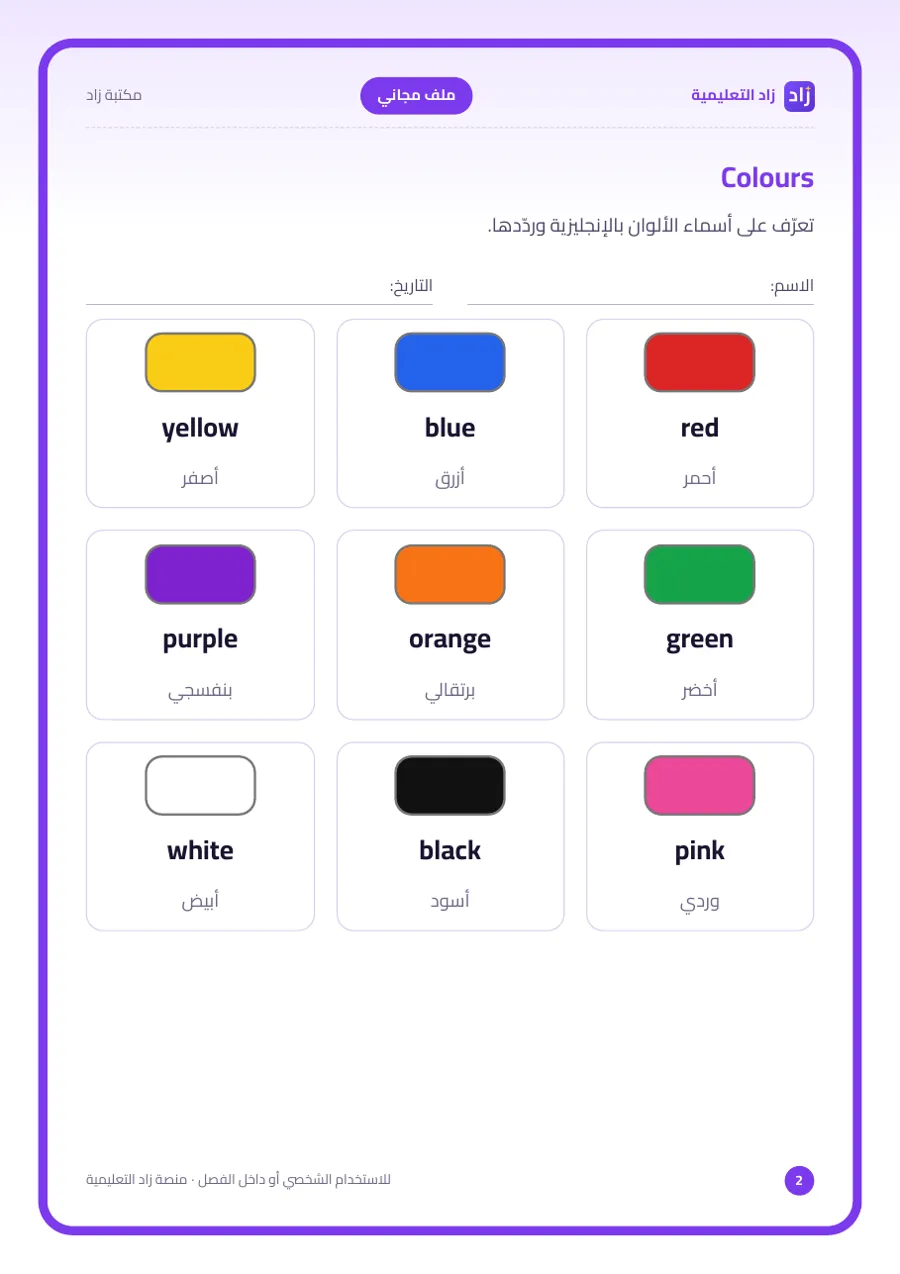 زاد
زاد التعليمية
ملف مجاني
مكتبة زاد
Colours
تعرّف على أسماء الألوان بالإنجليزية وردّدها.
الاسم:
التاريخ:
red
أحمر
blue
أزرق
yellow
أصفر
green
أخضر
orange
برتقالي
purple
بنفسجي
pink
وردي
black
أسود
white
أبيض
2
للاستخدام الشخصي أو داخل الفصل · منصة زاد التعليمية